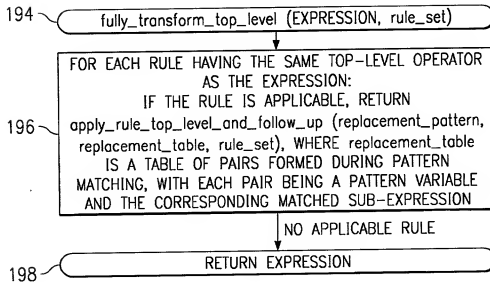 194
fully_transform_top_level (EXPRESSION, rule_set)
FOR EACH RULE HAVING THE SAME TOP-LEVEL OPERATOR
AS THE EXPRESSION:
IF THE RULE IS APPLICABLE, RETURN
196
apply_rule_top_level_and_follow_up (replacement_pattern,
replacement_table, rule_set), WHERE replacement_table
IS A TABLE OF PAIRS FORMED DURING PATTERN
MATCHING, WITH EACH PAIR BEING A PATTERN VARIABLE
AND THE CORRESPONDING MATCHED SUB-EXPRESSION
NO APPLICABLE RULE
198
RETURN EXPRESSION